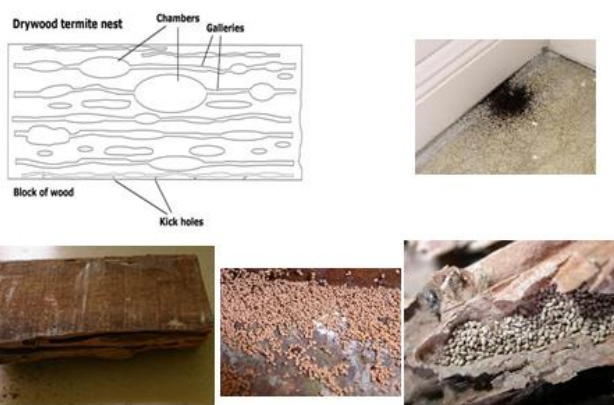 Drywood termite nest
Chambers
Galleries
Block of wood
Kick holes